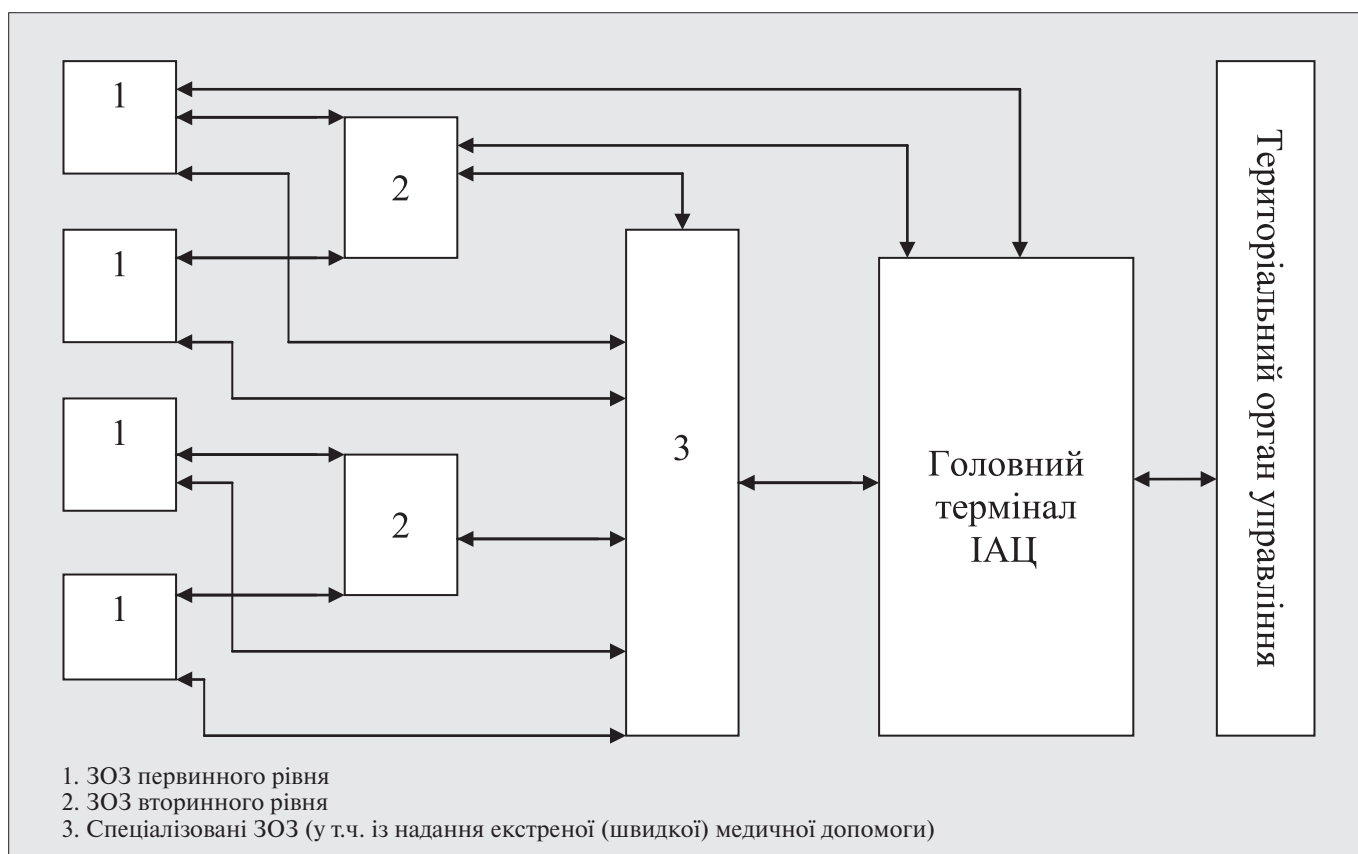 1
2
1
1
2
1
3
Головний
термінал
ІАЦ
Територіальний орган управління
1. ЗОЗ первинного рівня
2. ЗОЗ вторинного рівня
3. Спеціалізовані ЗОЗ (у т.ч. із надання екстреної (швидкої) медичної допомоги)